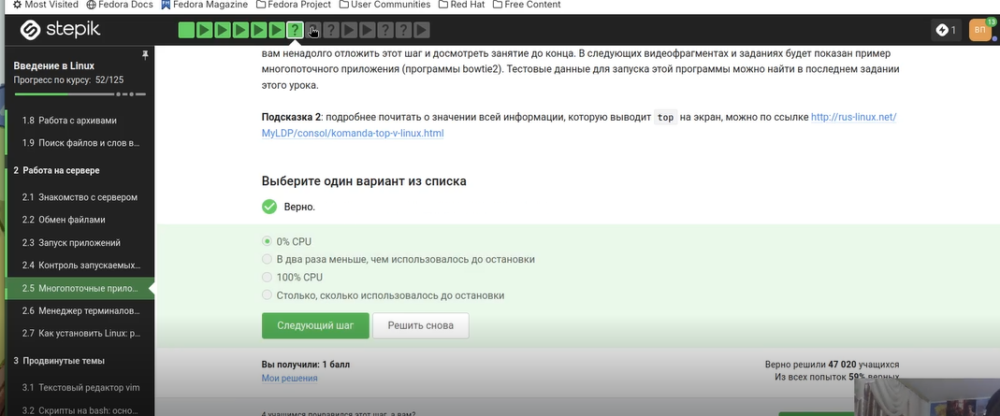 Most Visited Fedora Docs Fedora Magazine Fedora Project User Communities Red Hat Free Content
stepik ? ? ? ? ? 1 ВП 13
Введение в Linux
Прогресс по курсу: 52/125
1.8 Работа с архивами
1.9 Поиск файлов и слов в...
2 Работа на сервере
2.1 Знакомство с сервером
2.2 Обмен файлами
2.3 Запуск приложений
2.4 Контроль запускаемых...
2.5 Многопоточные прило...
2.6 Менеджер терминалов...
2.7 Как установить Linux: р...
3 Продвинутые темы
3.1 Текстовый редактор vim
3.2 Скрипты на bash: осно...
вам ненадолго отложить этот шаг и досмотреть занятие до конца. В следующих видеофрагментах и заданиях будет показан пример
многопоточного приложения (программы bowtie2). Тестовые данные для запуска этой программы можно найти в последнем задании
этого урока.
Подсказка 2: подробнее почитать о значении всей информации, которую выводит top на экран, можно по ссылке http://rus-linux.net/
MyLDP/consol/komanda-top-v-linux.html
Выберите один вариант из списка
Верно.
0% CPU
В два раза меньше, чем использовалось до остановки
100% CPU
Столько, сколько использовалось до остановки
Следующий шаг Решить снова
Вы получили: 1 балл
Мои решения
Верно решили 47 020 учащихся
Из всех попыток 59% верных
4 учащимся понравился этот шаг, а вам?